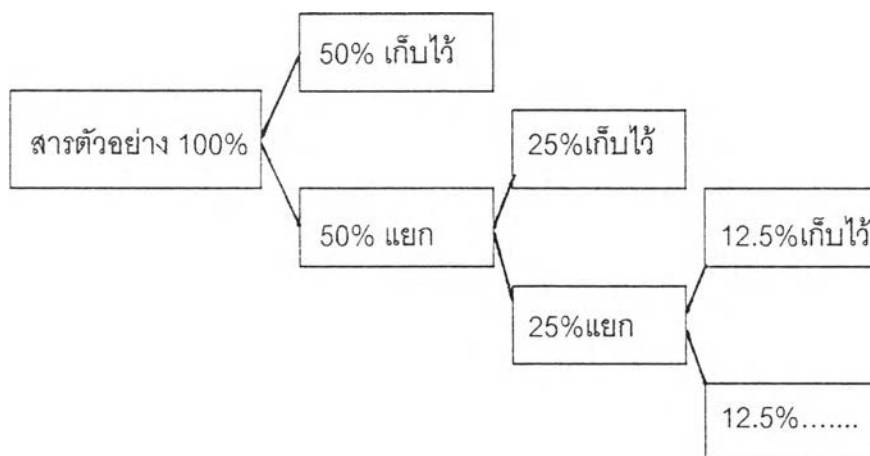 50% เก็บไว้
สารตัวอย่าง 100%
25%เก็บไว้
50% แยก
12.5%เก็บไว้
25%แยก
12.5%.......